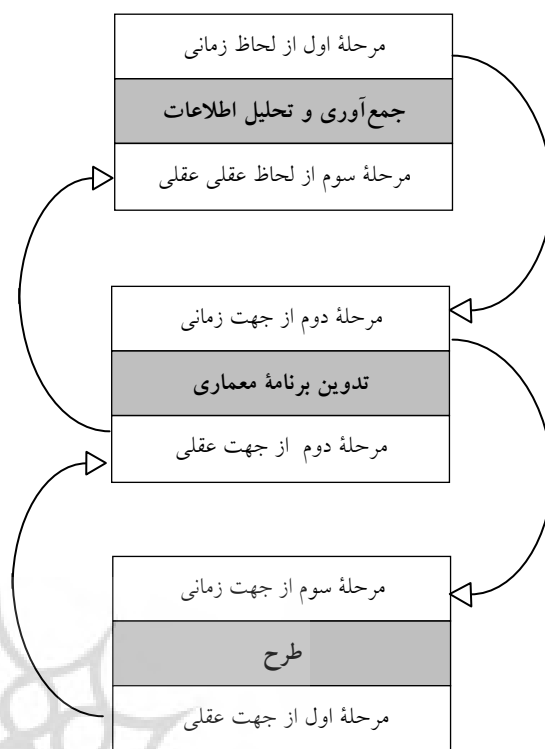 مرحلهٔ اول از لحاظ زمانی
جمع‌آوری و تحلیل اطلاعات
مرحلهٔ سوم از لحاظ عقلی عقلی
مرحلهٔ دوم از جهت زمانی
تدوین برنامهٔ معماری
مرحلهٔ دوم از جهت عقلی
مرحلهٔ سوم از جهت زمانی
طرح
مرحلهٔ اول از جهت عقلی